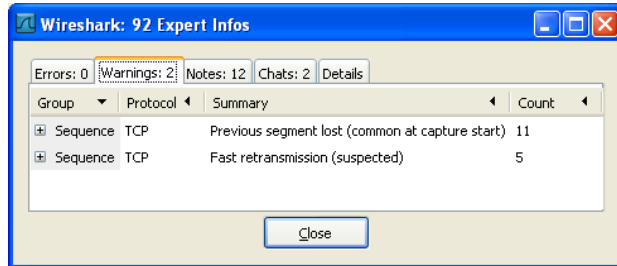 Wireshark: 92 Expert Infos
Errors: 0 Warnings: 2 Notes: 12 Chats: 2 Details
Group Protocol Summary Count
Sequence TCP Previous segment lost (common at capture start) 11
Sequence TCP Fast retransmission (suspected) 5
Close